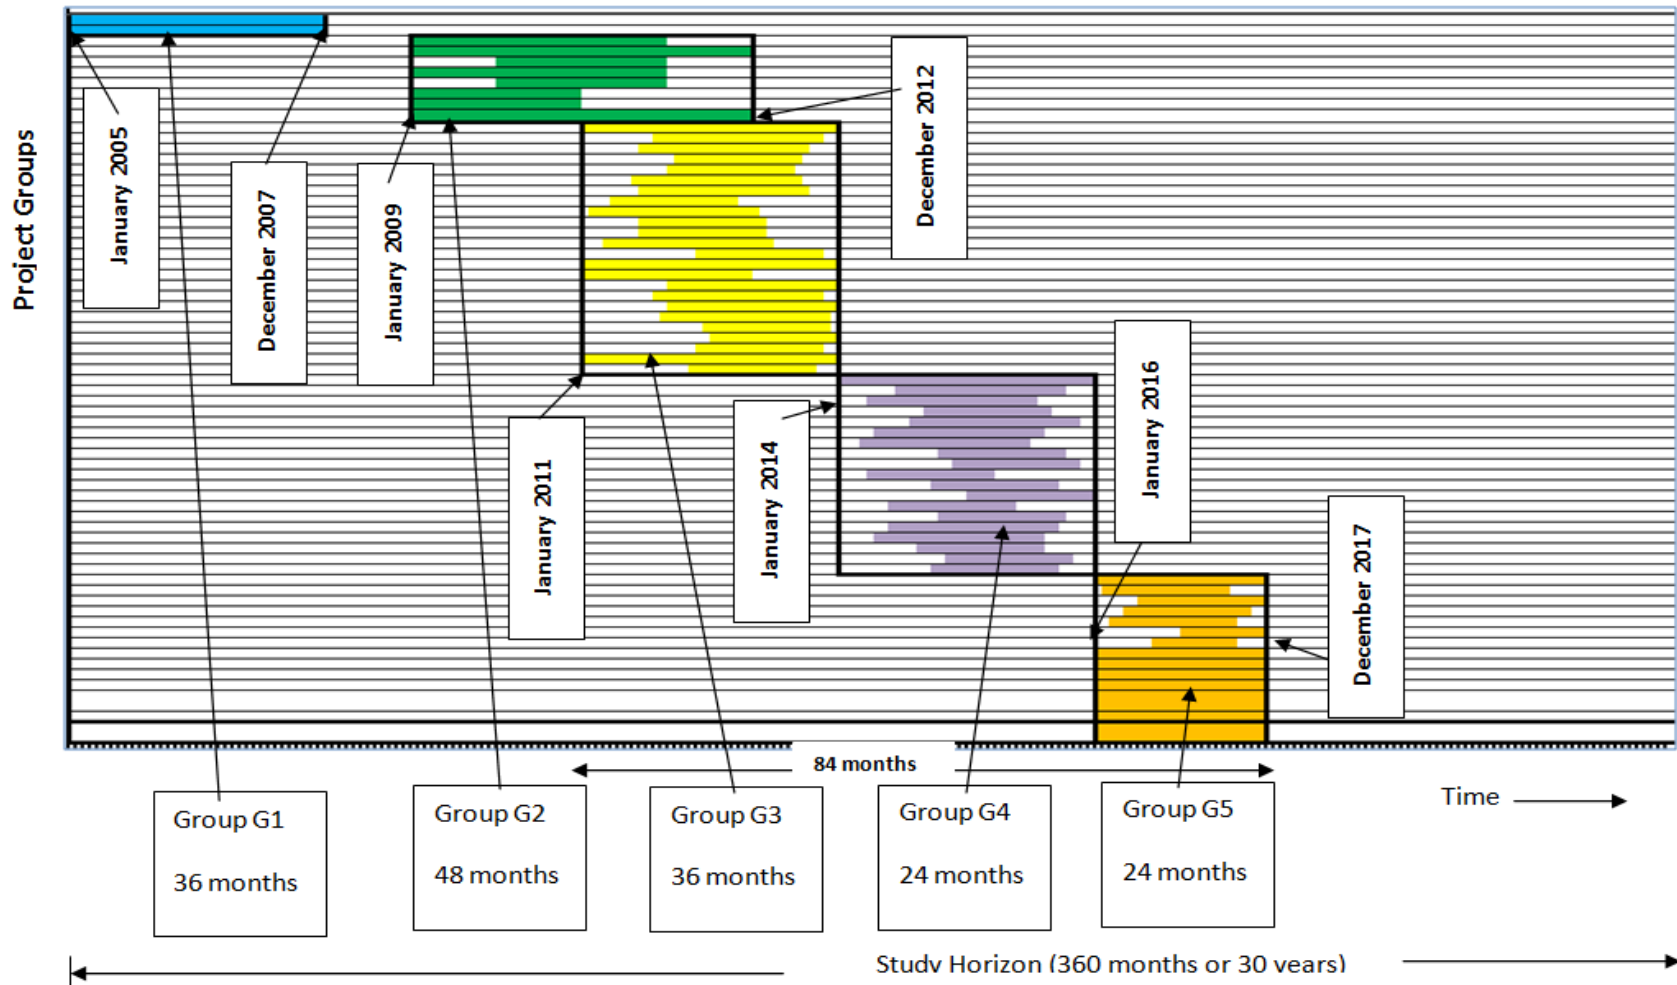 Project Groups
January 2005
December 2007
January 2009
December 2012
January 2011
January 2014
January 2016
December 2017
84 months
Time
Group G1
36 months
Group G2
48 months
Group G3
36 months
Group G4
24 months
Group G5
24 months
Study Horizon (360 months or 30 years)